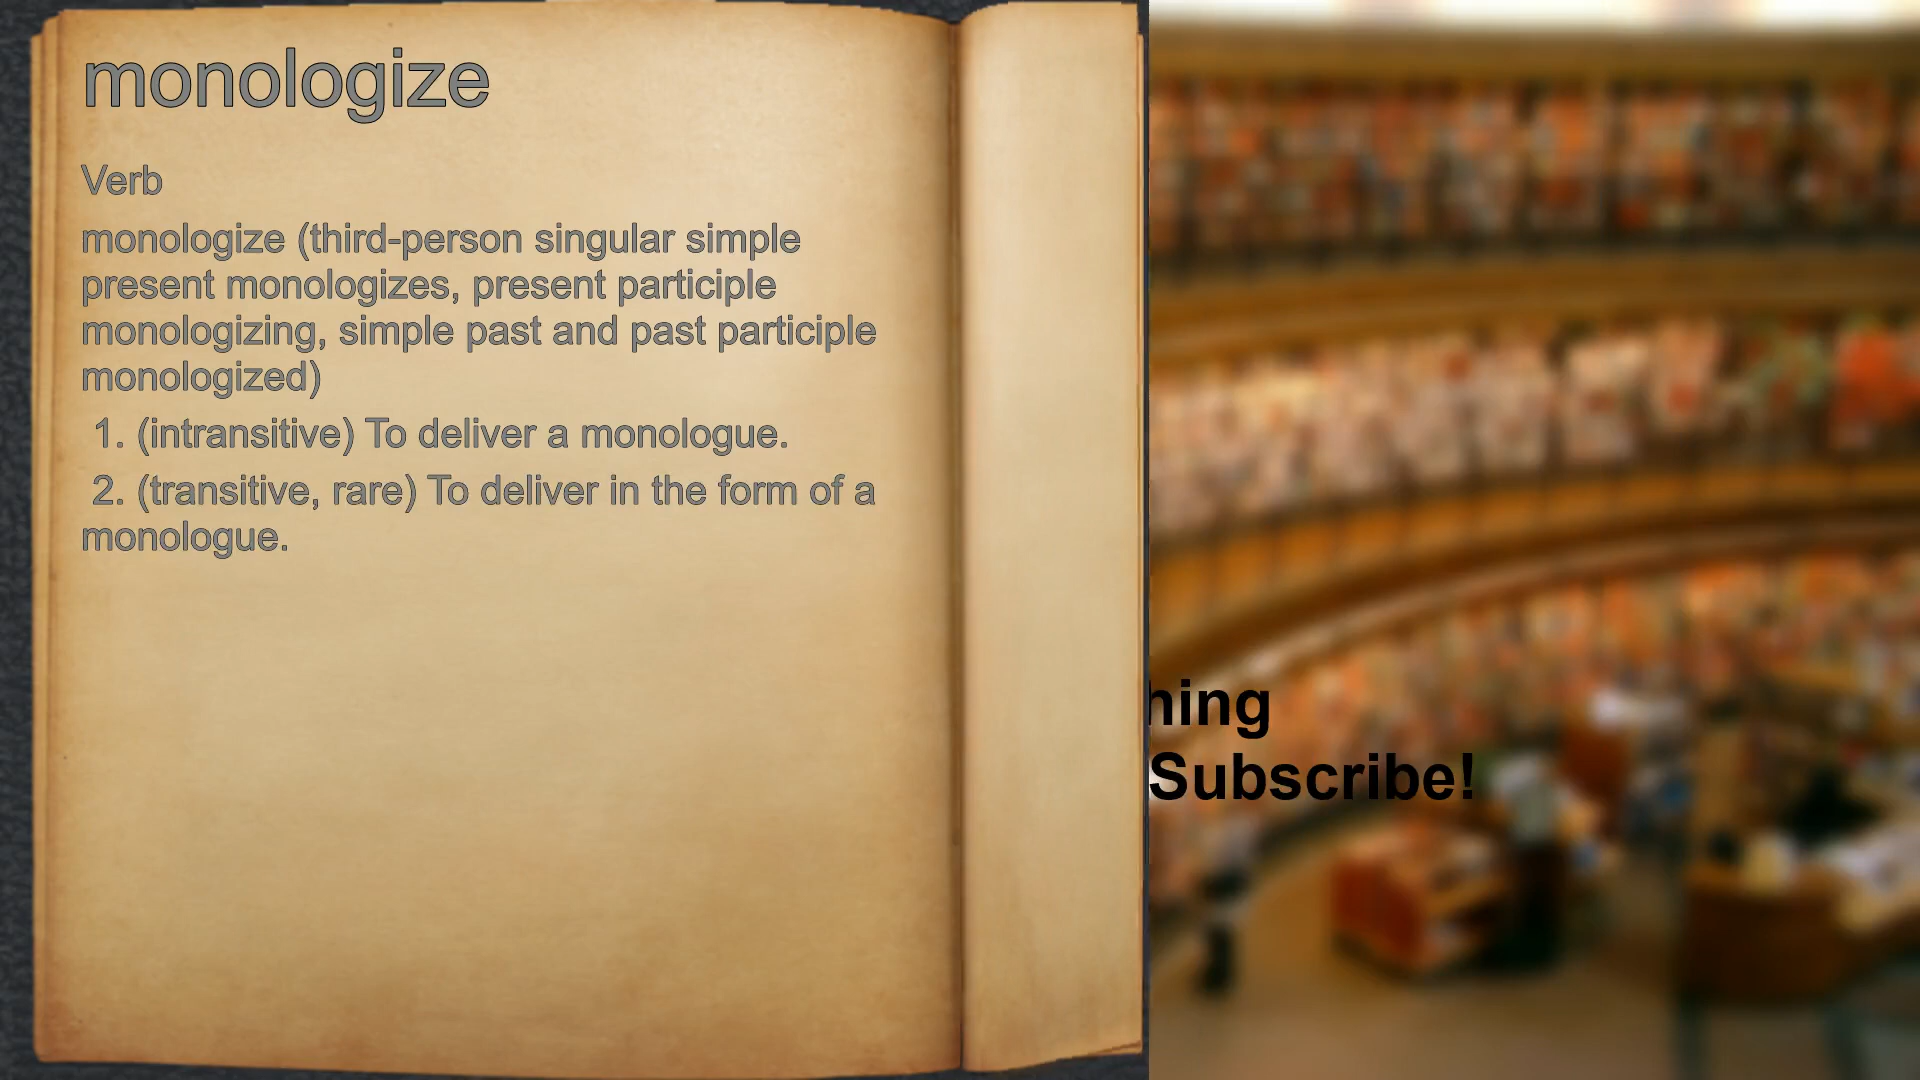 monologize
Verb
monologize (third-person singular simple
present monologizes, present participle
monologizing, simple past and past participle
monologized)
1. (intransitive) To deliver a monologue.
2. (transitive, rare) To deliver in the form of a
monologue.
hing
Subscribe!